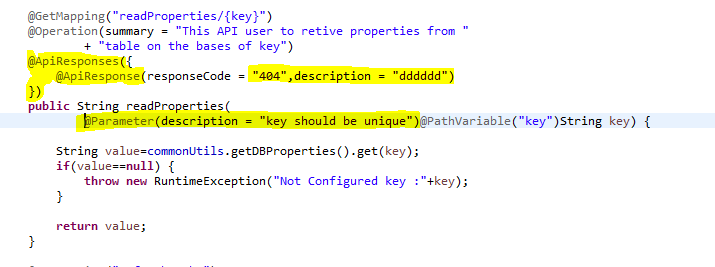 @GetMapping("readProperties/{key}")
@Operation(summary = "This API user to retive properties from "
+ "table on the bases of key")
@ApiResponses({
@ApiResponse(responseCode = "404",description = "dddddd")
})
public String readProperties(
@Parameter(description = "key should be unique")@PathVariable("key")String key) {
String value=commonUtils.getDBProperties().get(key);
if(value==null) {
throw new RuntimeException("Not Configured key :"+key);
}
return value;
}